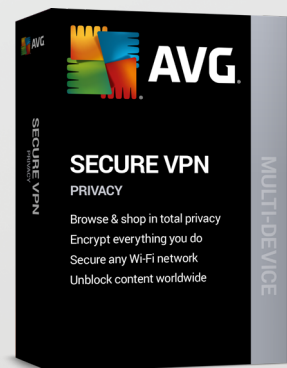 AVG
AVG.
SECURE VPN
PRIVACY
SECURE VPN
PRIVACY
Browse & shop in total privacy
Encrypt everything you do
Secure any Wi-Fi network
Unblock content worldwide
MULTI-DEVICE